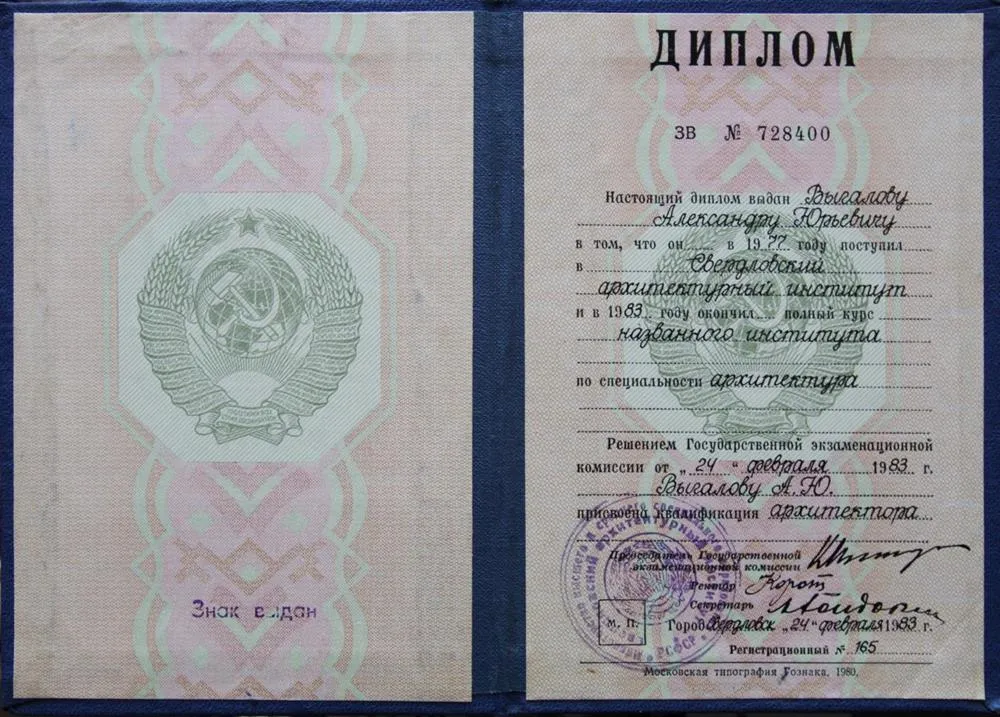 Знак выдан
ДИПЛОМ
ЗВ № 728400
Настоящий диплом выдан Выгалову
Александру Юрьевичу
в том, что он в 1977 году поступил
в Свердловский
архитектурный институт
и в 1983 году окончил полный курс
названного института
по специальности архитектура
Решением Государственной экзаменационной
комиссии от „24“ февраля 1983 г.
Выгалову А. Ю.
присвоена квалификация архитектора
Председатель Государственной
экзаменационной комиссии
Ректор
Секретарь
М. П. Город Свердловск „24“ февраля 1983 г.
РСФСР
Регистрационный № 165
Московская типография Гознака, 1980.